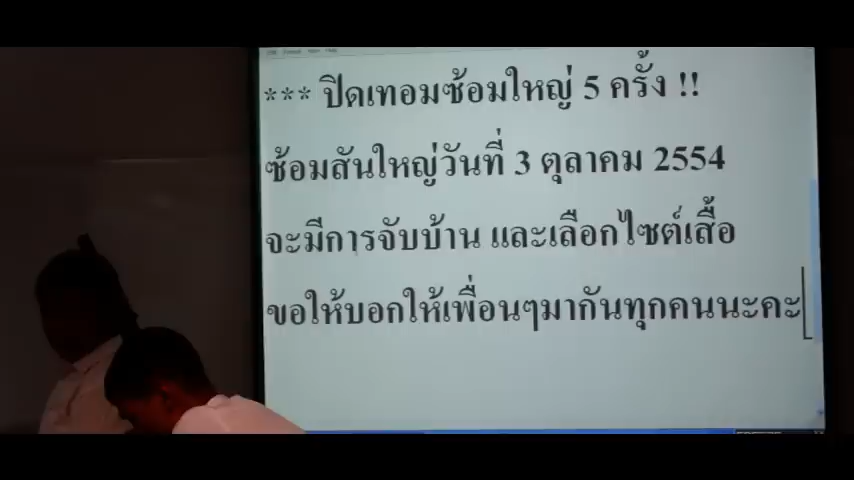 *** ปิดเทอมซ้อมใหญ่ 5 ครั้ง !!
ซ้อมสันใหญ่วันที่ 3 ตุลาคม 2554
จะมีการจับบ้าน และเลือกไซต์เสื้อ
ขอให้บอกให้เพื่อนๆมากันทุกคนนะคะ